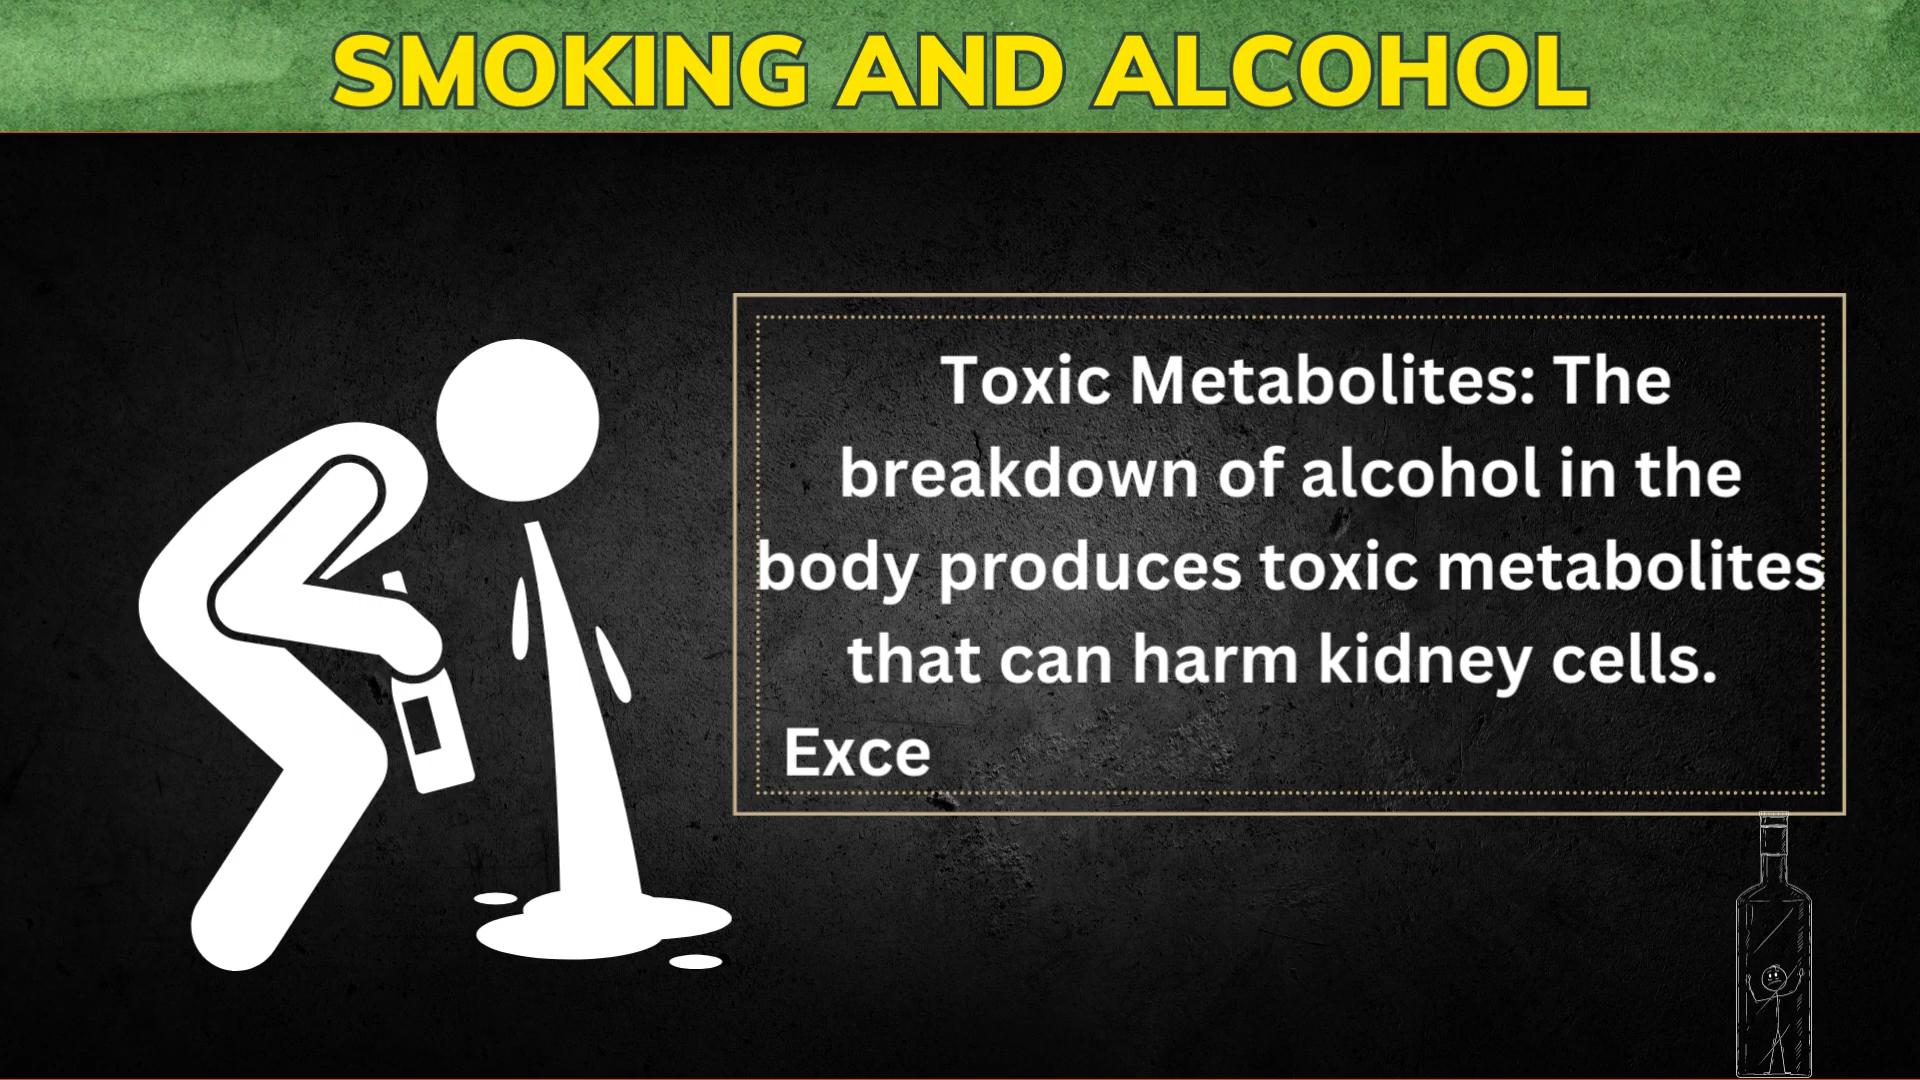 SMOKING AND ALCOHOL
Toxic Metabolites: The
breakdown of alcohol in the
body produces toxic metabolites
that can harm kidney cells.
Exce